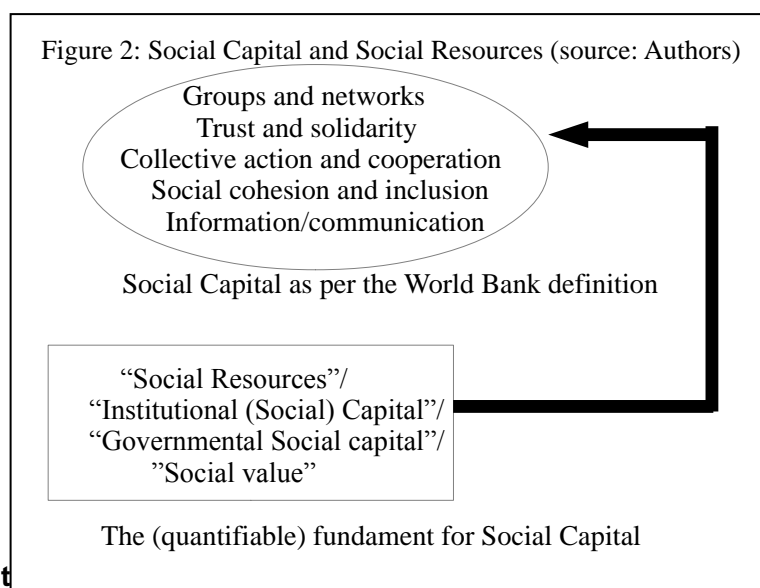 Figure 2: Social Capital and Social Resources (source: Authors)
Groups and networks
Trust and solidarity
Collective action and cooperation
Social cohesion and inclusion
Information/communication
Social Capital as per the World Bank definition
“Social Resources”/
“Institutional (Social) Capital”/
“Governmental Social capital”/
”Social value”
The (quantifiable) fundament for Social Capital
t